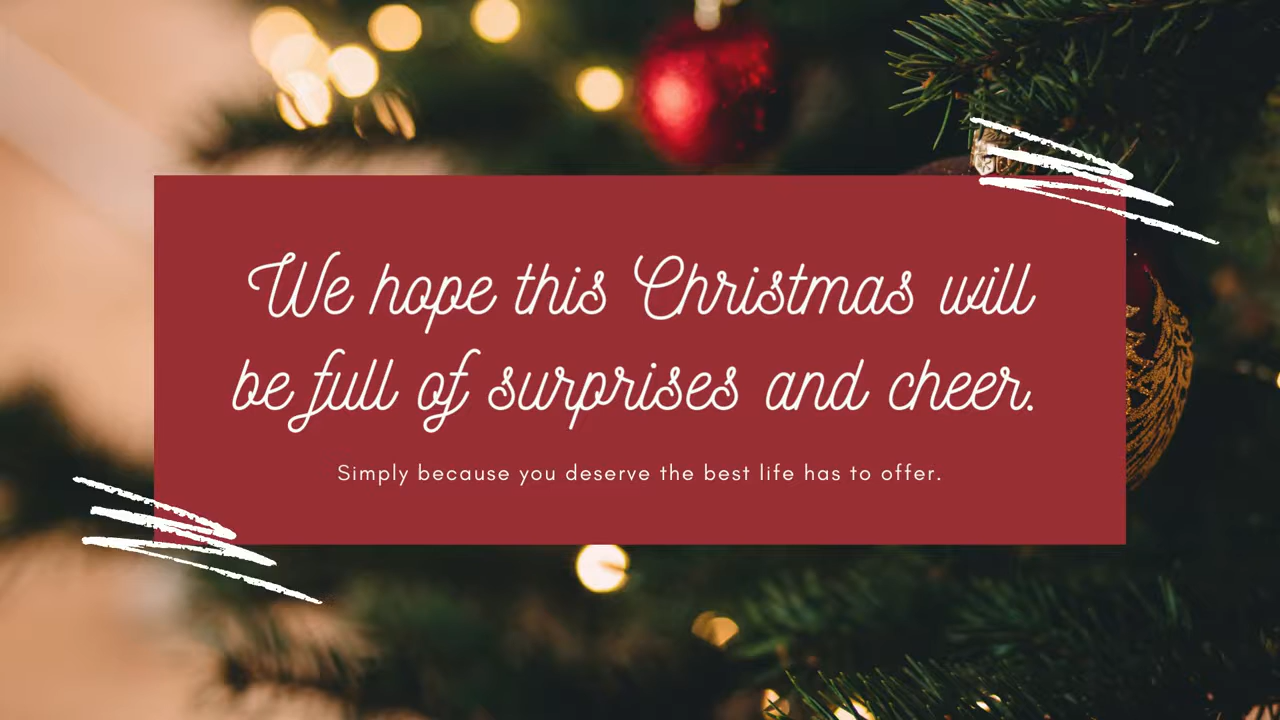 We hope this Christmas will
be full of surprises and cheer.
Simply because you deserve the best life has to offer.